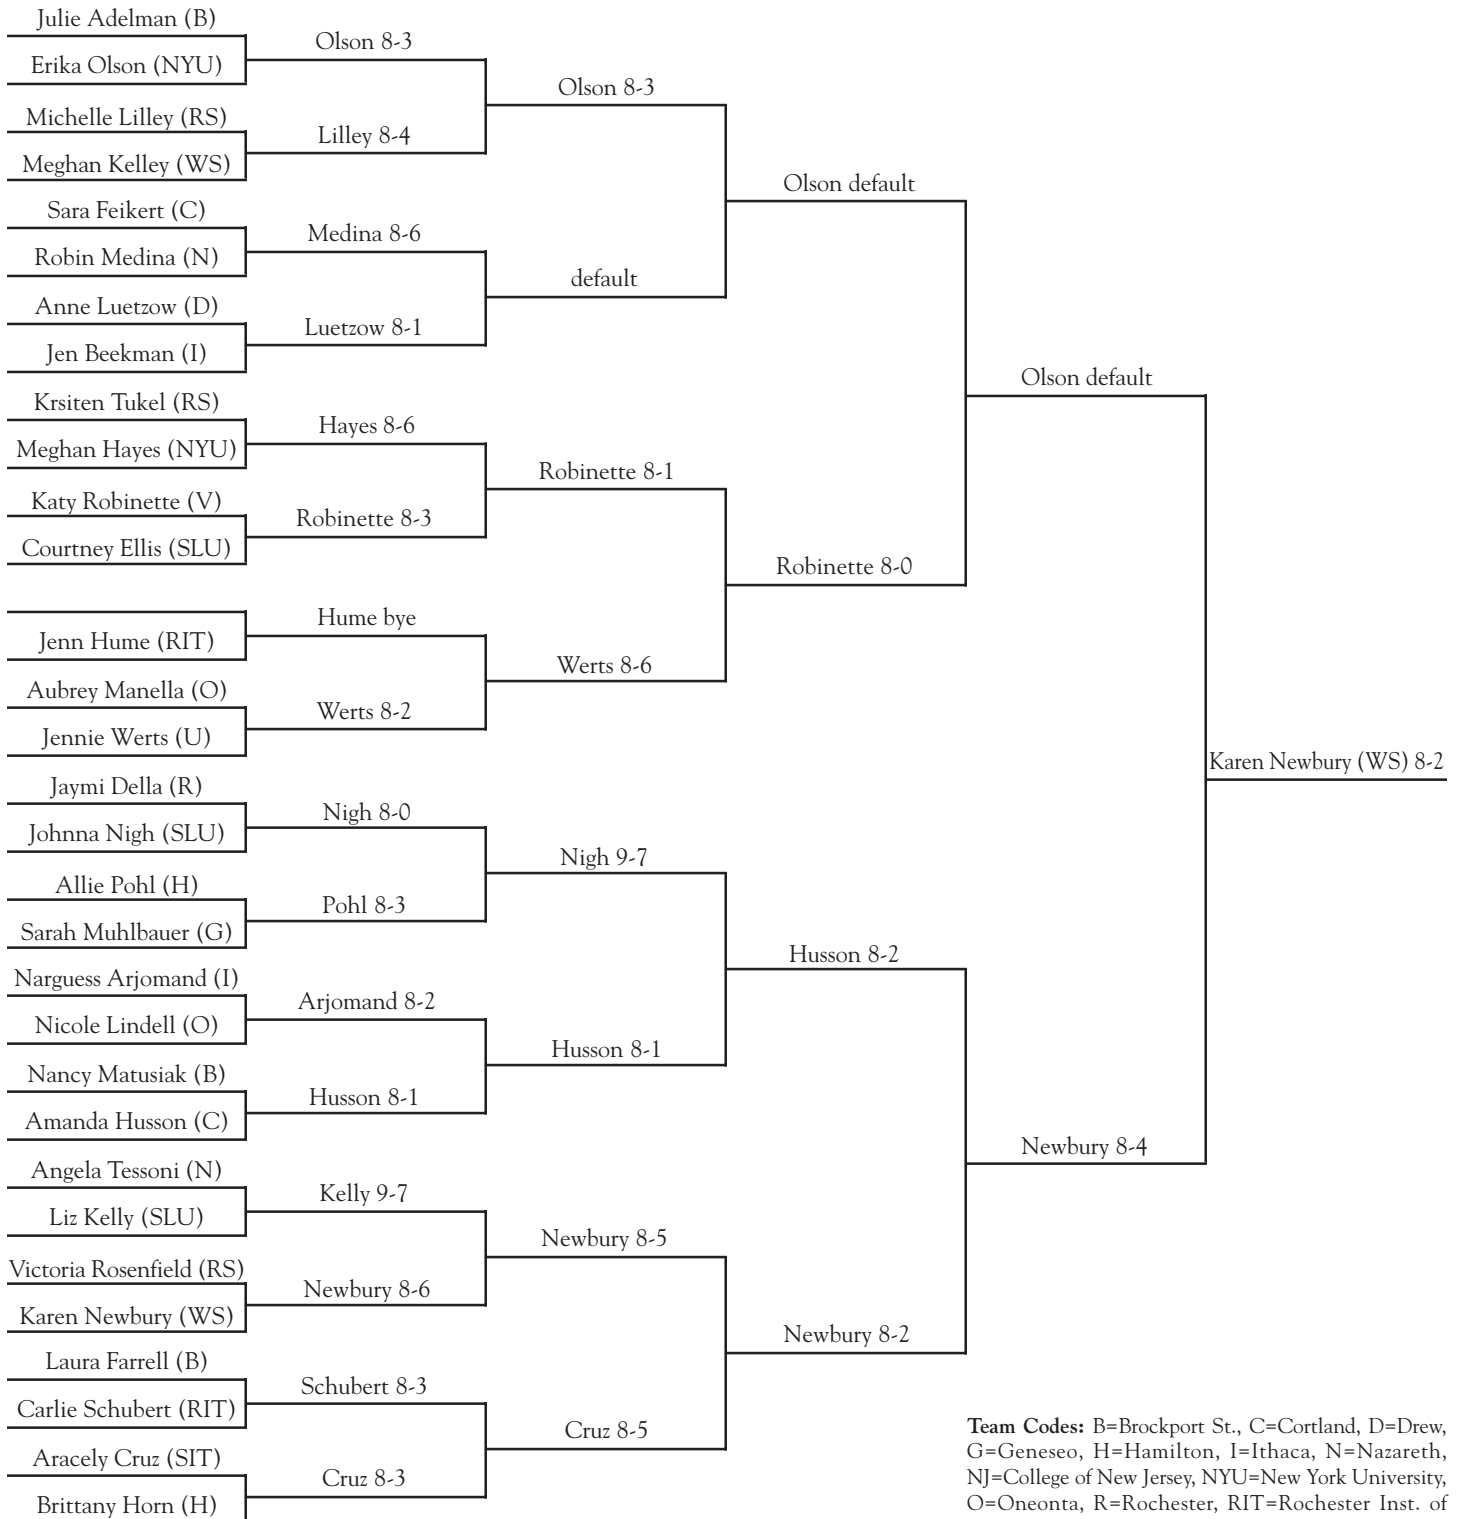 Julie Adelman (B)
Erika Olson (NYU)
Michelle Lilley (RS)
Meghan Kelley (WS)
Sara Feikert (C)
Robin Medina (N)
Anne Luetzow (D)
Jen Beekman (I)
Krsiten Tukel (RS)
Meghan Hayes (NYU)
Katy Robinette (V)
Courtney Ellis (SLU)
Jenn Hume (RIT)
Aubrey Manella (O)
Jennie Werts (U)
Jaymi Della (R)
Johnna Nigh (SLU)
Allie Pohl (H)
Sarah Muhlbauer (G)
Narguess Arjomand (I)
Nicole Lindell (O)
Nancy Matusiak (B)
Amanda Husson (C)
Angela Tessoni (N)
Liz Kelly (SLU)
Victoria Rosenfield (RS)
Karen Newbury (WS)
Laura Farrell (B)
Carlie Schubert (RIT)
Aracely Cruz (SIT)
Brittany Horn (H)
Olson 8-3
Lilley 8-4
Medina 8-6
Luetzow 8-1
Hayes 8-6
Robinette 8-3
Hume bye
Werts 8-2
Nigh 8-0
Pohl 8-3
Arjomand 8-2
Husson 8-1
Kelly 9-7
Newbury 8-6
Schubert 8-3
Cruz 8-3
Olson 8-3
default
Robinette 8-1
Werts 8-6
Nigh 9-7
Husson 8-1
Newbury 8-5
Cruz 8-5
Olson default
Robinette 8-0
Husson 8-2
Newbury 8-2
Olson default
Newbury 8-4
Karen Newbury (WS) 8-2
Team Codes: B=Brockport St., C=Cortland, D=Drew,
G=Geneseo, H=Hamilton, I=Ithaca, N=Nazareth,
NJ=College of New Jersey, NYU=New York University,
O=Oneonta, R=Rochester, RIT=Rochester Inst. of